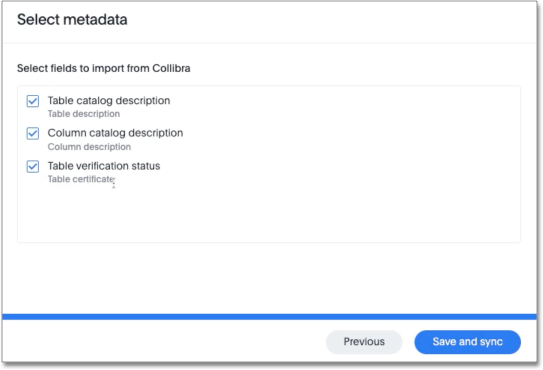 Select metadata
Select fields to import from Collibra
Table catalog description
Table description
Column catalog description
Column description
Table verification status
Table certificate
Previous
Save and sync